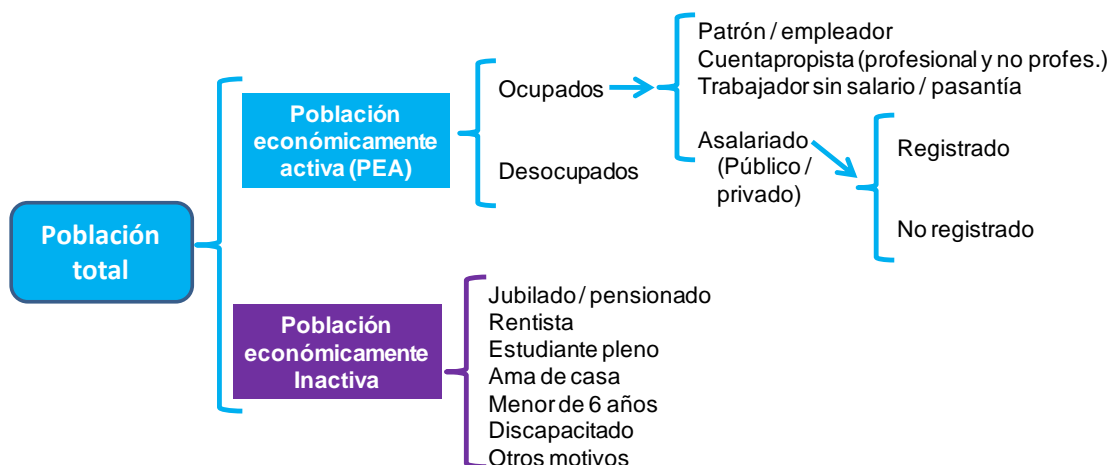 Población
total
Población
económicamente
activa (PEA)
Ocupados
Desocupados
Patrón / empleador
Cuentapropista (profesional y no profes.)
Trabajador sin salario / pasantía
Asalariado
(Público /
privado)
Registrado
No registrado
Población
económicamente
Inactiva
Jubilado / pensionado
Rentista
Estudiante pleno
Ama de casa
Menor de 6 años
Discapacitado
Otros motivos